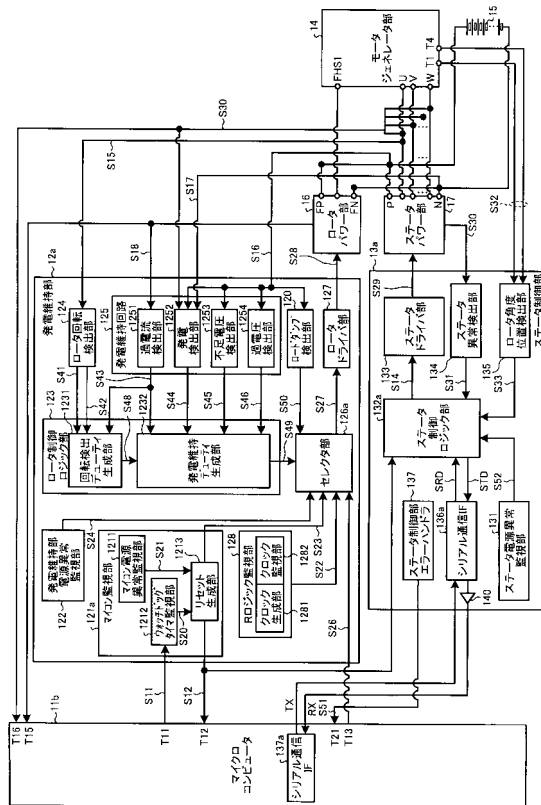 T16
T15
11b
T11
T12
T21
T13
マイクロ
コンピュータ
シリアル通信
IF
137a
TX
RX
S51
S11
S12
S26
発電維持部
12a
発電維持部
電源異常
監視部
122
S24
マイコン監視部
121a
マイコン電源
異常監視部
1211
ウォッチドッグ
タイマ監視部
1212
S21
S20
リセット
生成部
1213
S23
S22
Rロジック監視部
128
クロック
生成部
1281
クロック
監視部
1282
ロータ制御
ロジック部
123
回転検出
デューティ
生成部
1231
発電維持
デューティ生成部
1232
S41
S42
S48
S43
S44
S45
S46
S49
セレクタ部
126a
ロータ回転
検出部
124
発電維持回路
125
過電流
検出部
1251
発電
検出部
1252
不足電圧
検出部
1253
過電圧
検出部
1254
ロードダンプ
検出部
120
S50
ロータ
ドライバ部
127
S27
S28
S15
S18
S17
S16
S30
ロータ
パワー部
16
FP
FN
ステータ
パワー部
17
P
N
モータ
ジェネレータ部
14
FHS1
U
V
W
T1
T4
15
S32
ステータ制御部
13a
ステータ
ドライバ部
133
S14
S29
ステータ
異常検出部
134
S30
S31
ロータ角度
位置検出部
135
S33
ステータ
制御
ロジック部
132a
ステータ制御部
エラーハンドラ
137
シリアル通信IF
136a
SRD
STD
S52
ステータ電源異常
監視部
131
140